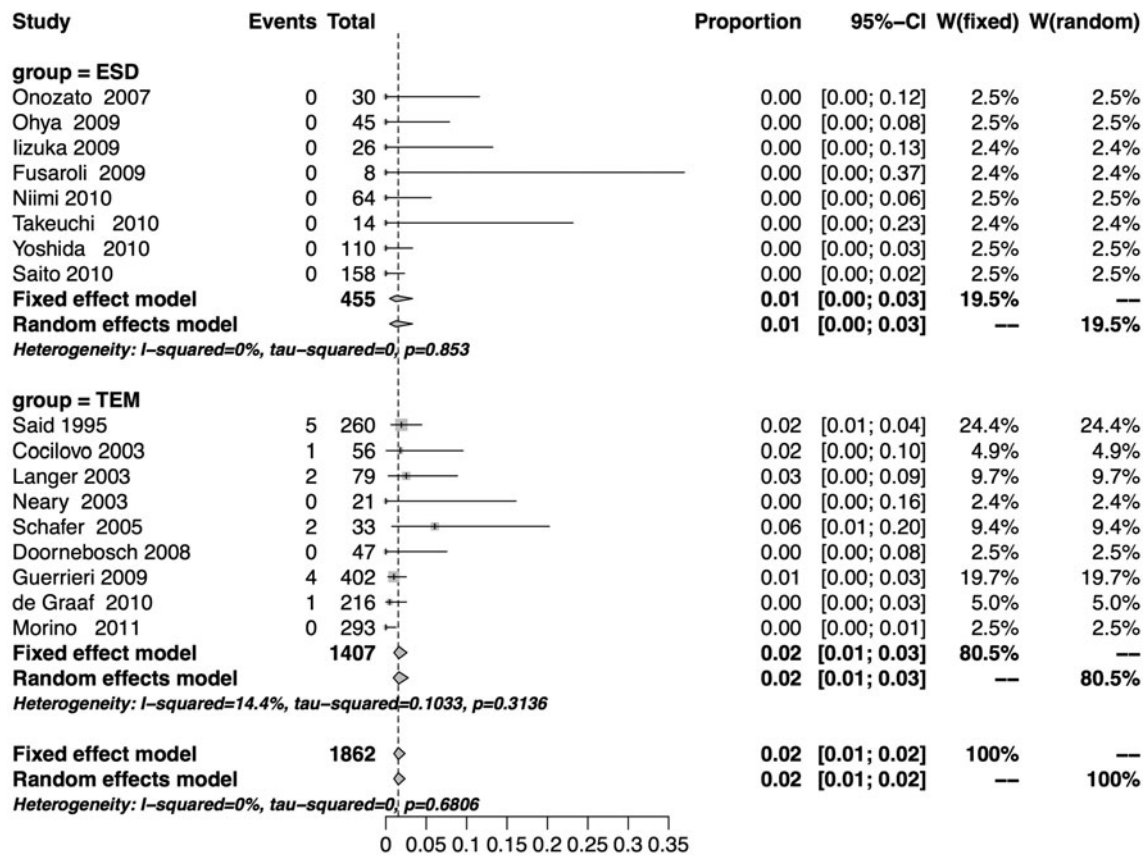 Study Events Total Proportion 95%−CI W(fixed) W(random)
group = ESD
Onozato 2007 0 30 0.00 [0.00; 0.12] 2.5% 2.5%
Ohya 2009 0 45 0.00 [0.00; 0.08] 2.5% 2.5%
Iizuka 2009 0 26 0.00 [0.00; 0.13] 2.4% 2.4%
Fusaroli 2009 0 8 0.00 [0.00; 0.37] 2.4% 2.4%
Niimi 2010 0 64 0.00 [0.00; 0.06] 2.5% 2.5%
Takeuchi 2010 0 14 0.00 [0.00; 0.23] 2.4% 2.4%
Yoshida 2010 0 110 0.00 [0.00; 0.03] 2.5% 2.5%
Saito 2010 0 158 0.00 [0.00; 0.02] 2.5% 2.5%
Fixed effect model 455 0.01 [0.00; 0.03] 19.5% −−
Random effects model 0.01 [0.00; 0.03] −− 19.5%
Heterogeneity: I−squared=0%, tau−squared=0, p=0.853
group = TEM
Said 1995 5 260 0.02 [0.01; 0.04] 24.4% 24.4%
Cocilovo 2003 1 56 0.02 [0.00; 0.10] 4.9% 4.9%
Langer 2003 2 79 0.03 [0.00; 0.09] 9.7% 9.7%
Neary 2003 0 21 0.00 [0.00; 0.16] 2.4% 2.4%
Schafer 2005 2 33 0.06 [0.01; 0.20] 9.4% 9.4%
Doornebosch 2008 0 47 0.00 [0.00; 0.08] 2.5% 2.5%
Guerrieri 2009 4 402 0.01 [0.00; 0.03] 19.7% 19.7%
de Graaf 2010 1 216 0.00 [0.00; 0.03] 5.0% 5.0%
Morino 2011 0 293 0.00 [0.00; 0.01] 2.5% 2.5%
Fixed effect model 1407 0.02 [0.01; 0.03] 80.5% −−
Random effects model 0.02 [0.01; 0.03] −− 80.5%
Heterogeneity: I−squared=14.4%, tau−squared=0.1033, p=0.3136
Fixed effect model 1862 0.02 [0.01; 0.02] 100% −−
Random effects model 0.02 [0.01; 0.02] −− 100%
Heterogeneity: I−squared=0%, tau−squared=0, p=0.6806
0 0.05 0.1 0.15 0.2 0.25 0.3 0.35